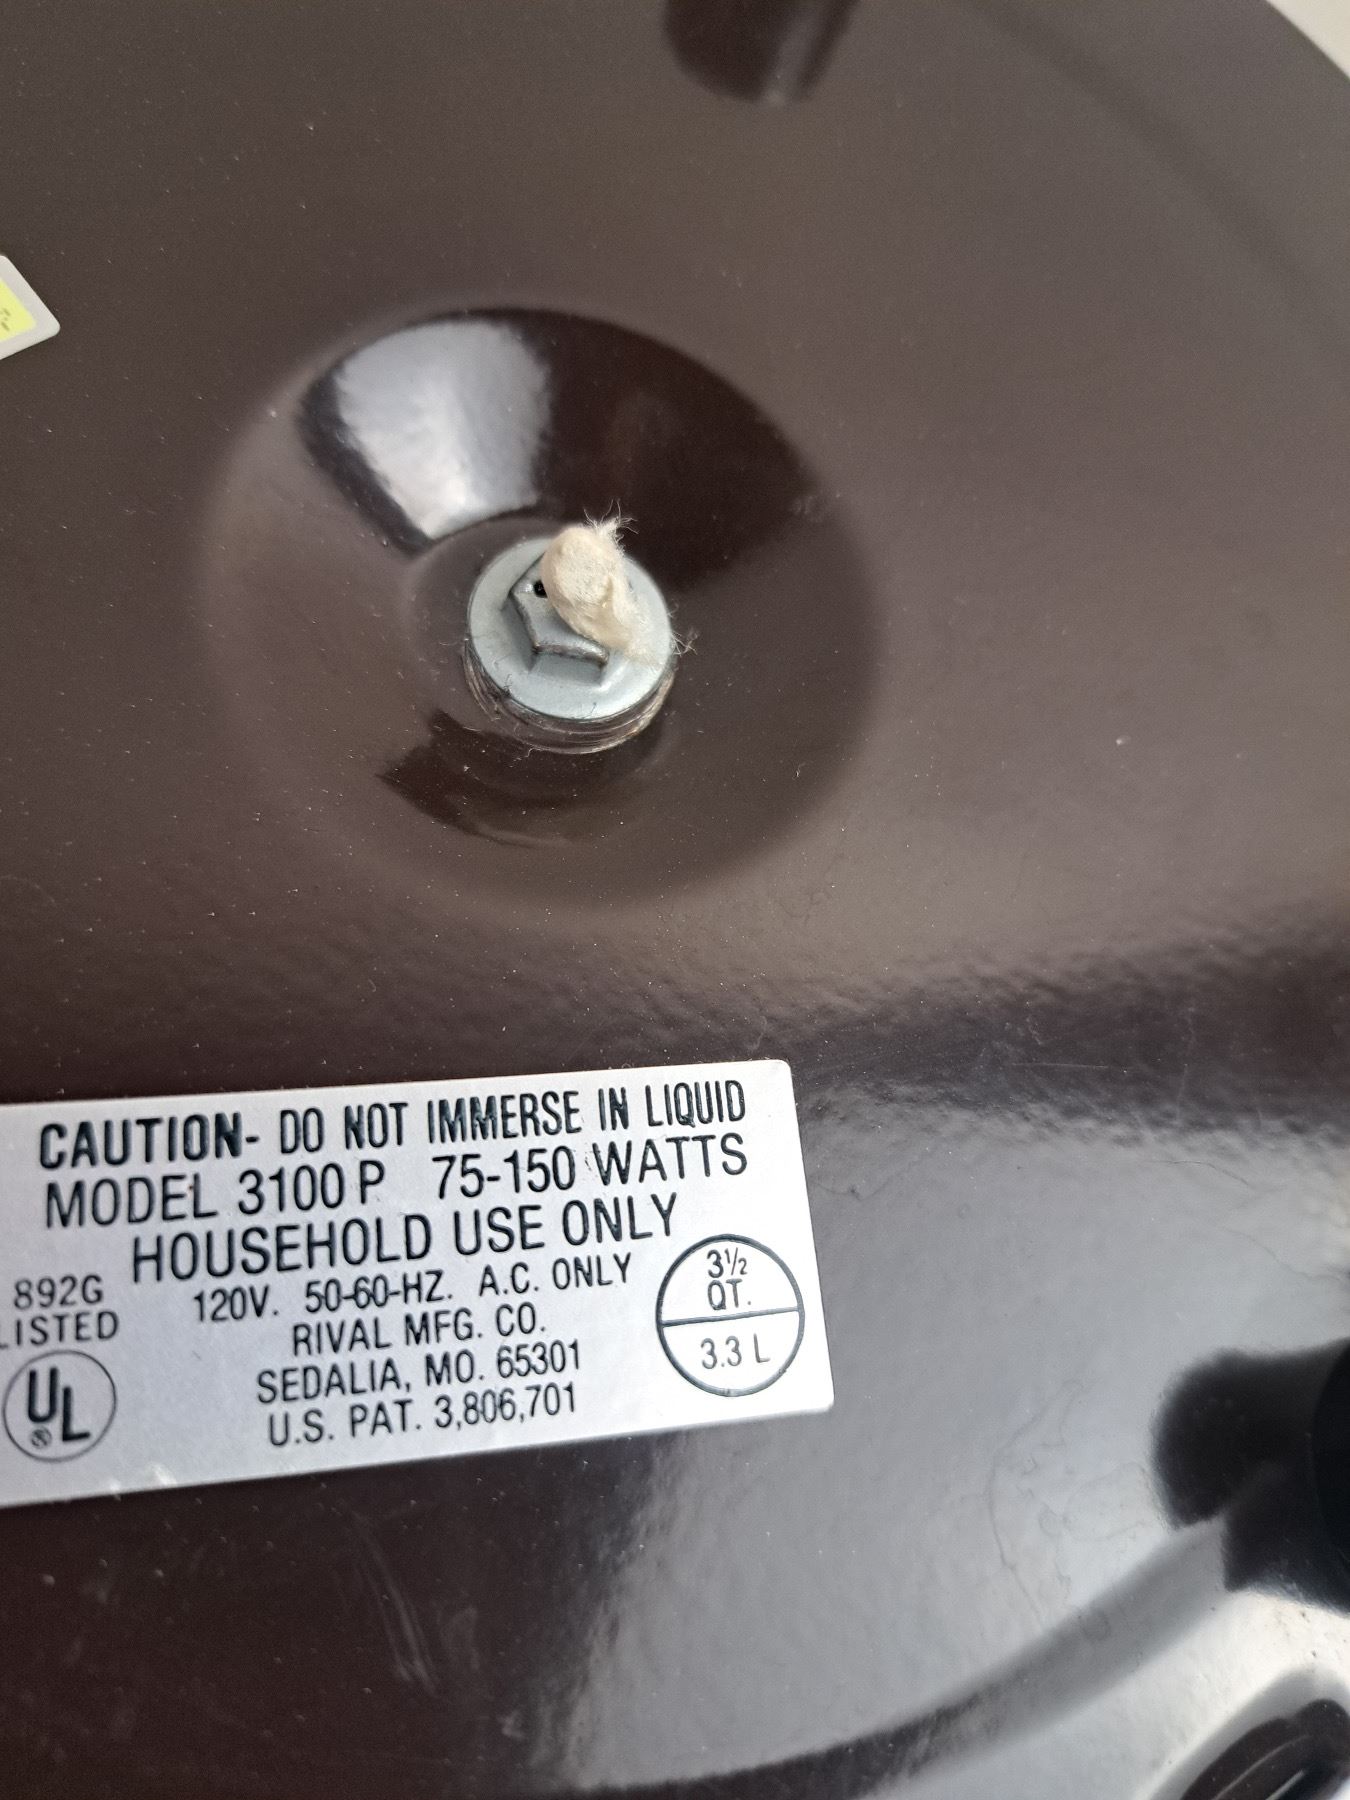 CAUTION- DO NOT IMMERSE IN LIQUID
MODEL 3100 P 75-150 WATTS
HOUSEHOLD USE ONLY
892G
LISTED
UL
®
120V. 50-60-HZ. A.C. ONLY
RIVAL MFG. CO.
SEDALIA, MO. 65301
U.S. PAT. 3,806,701
3½
QT.
3.3 L